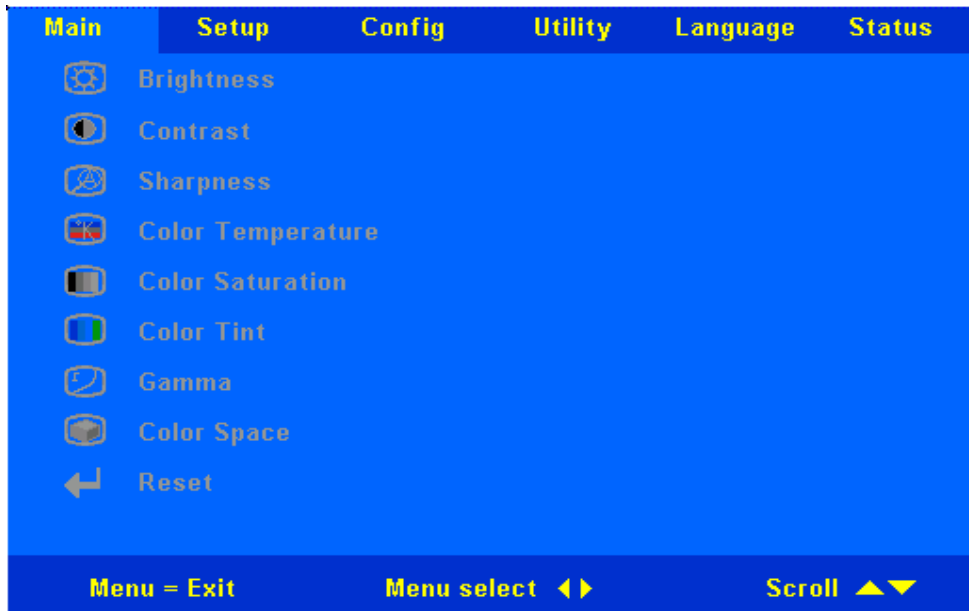 Main Setup Config Utility Language Status
Brightness
Contrast
Sharpness
Color Temperature
Color Saturation
Color Tint
Gamma
Color Space
Reset
Menu = Exit Menu select Scroll